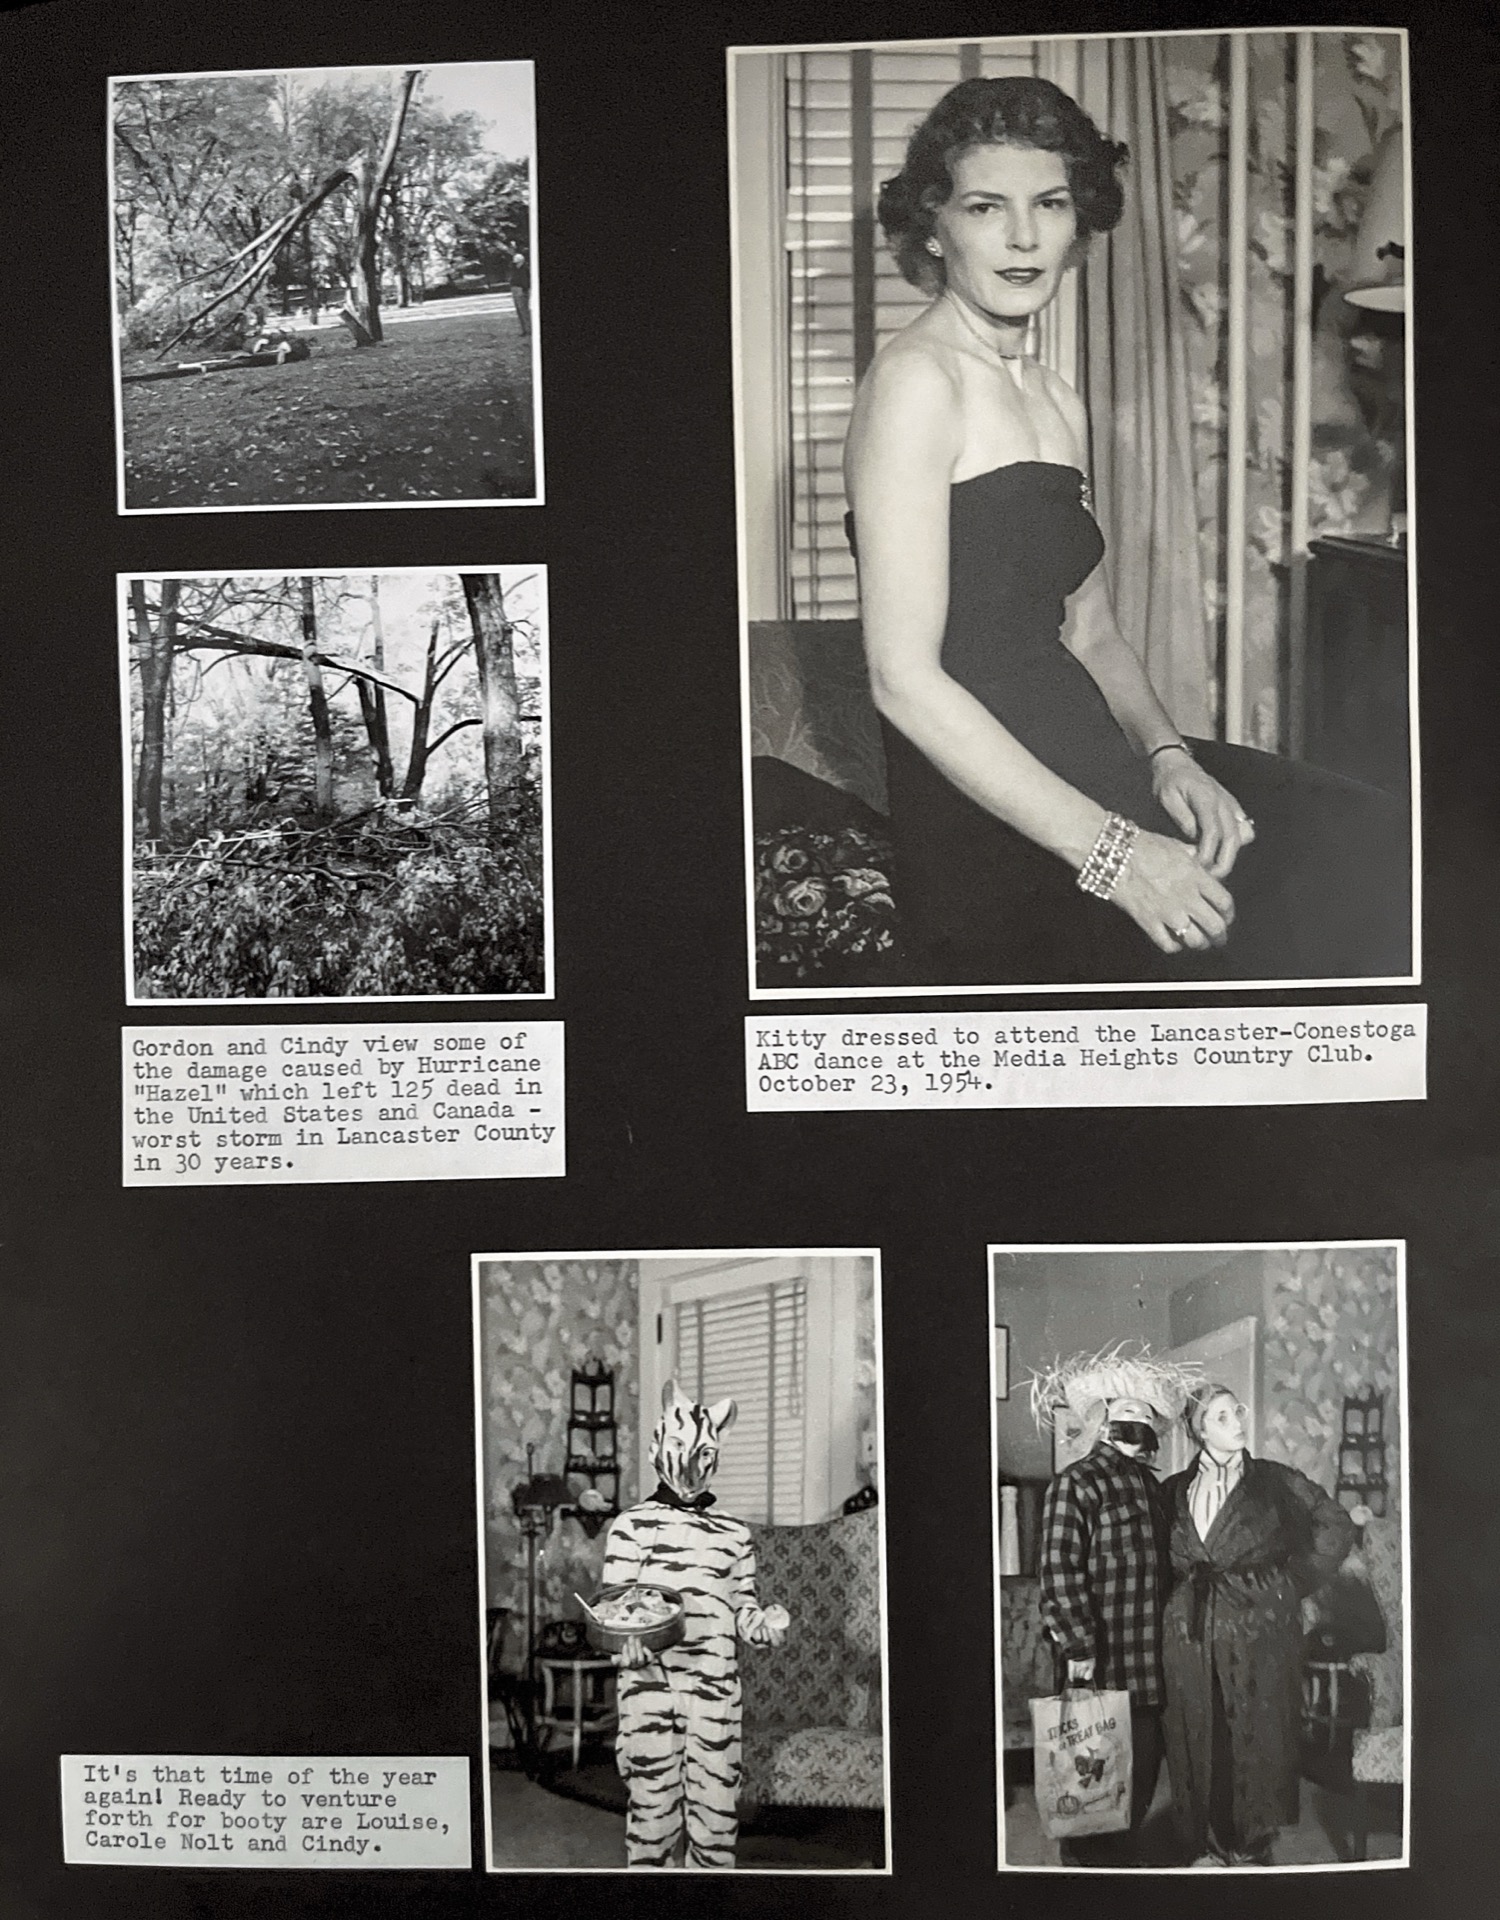 Gordon and Cindy view some of
the damage caused by Hurricane
"Hazel" which left 125 dead in
the United States and Canada -
worst storm in Lancaster County
in 30 years.
Kitty dressed to attend the Lancaster-Conestoga
ABC dance at the Media Heights Country Club.
October 23, 1954.
It's that time of the year
again! Ready to venture
forth for booty are Louise,
Carole Nolt and Cindy.
TREAT BAG